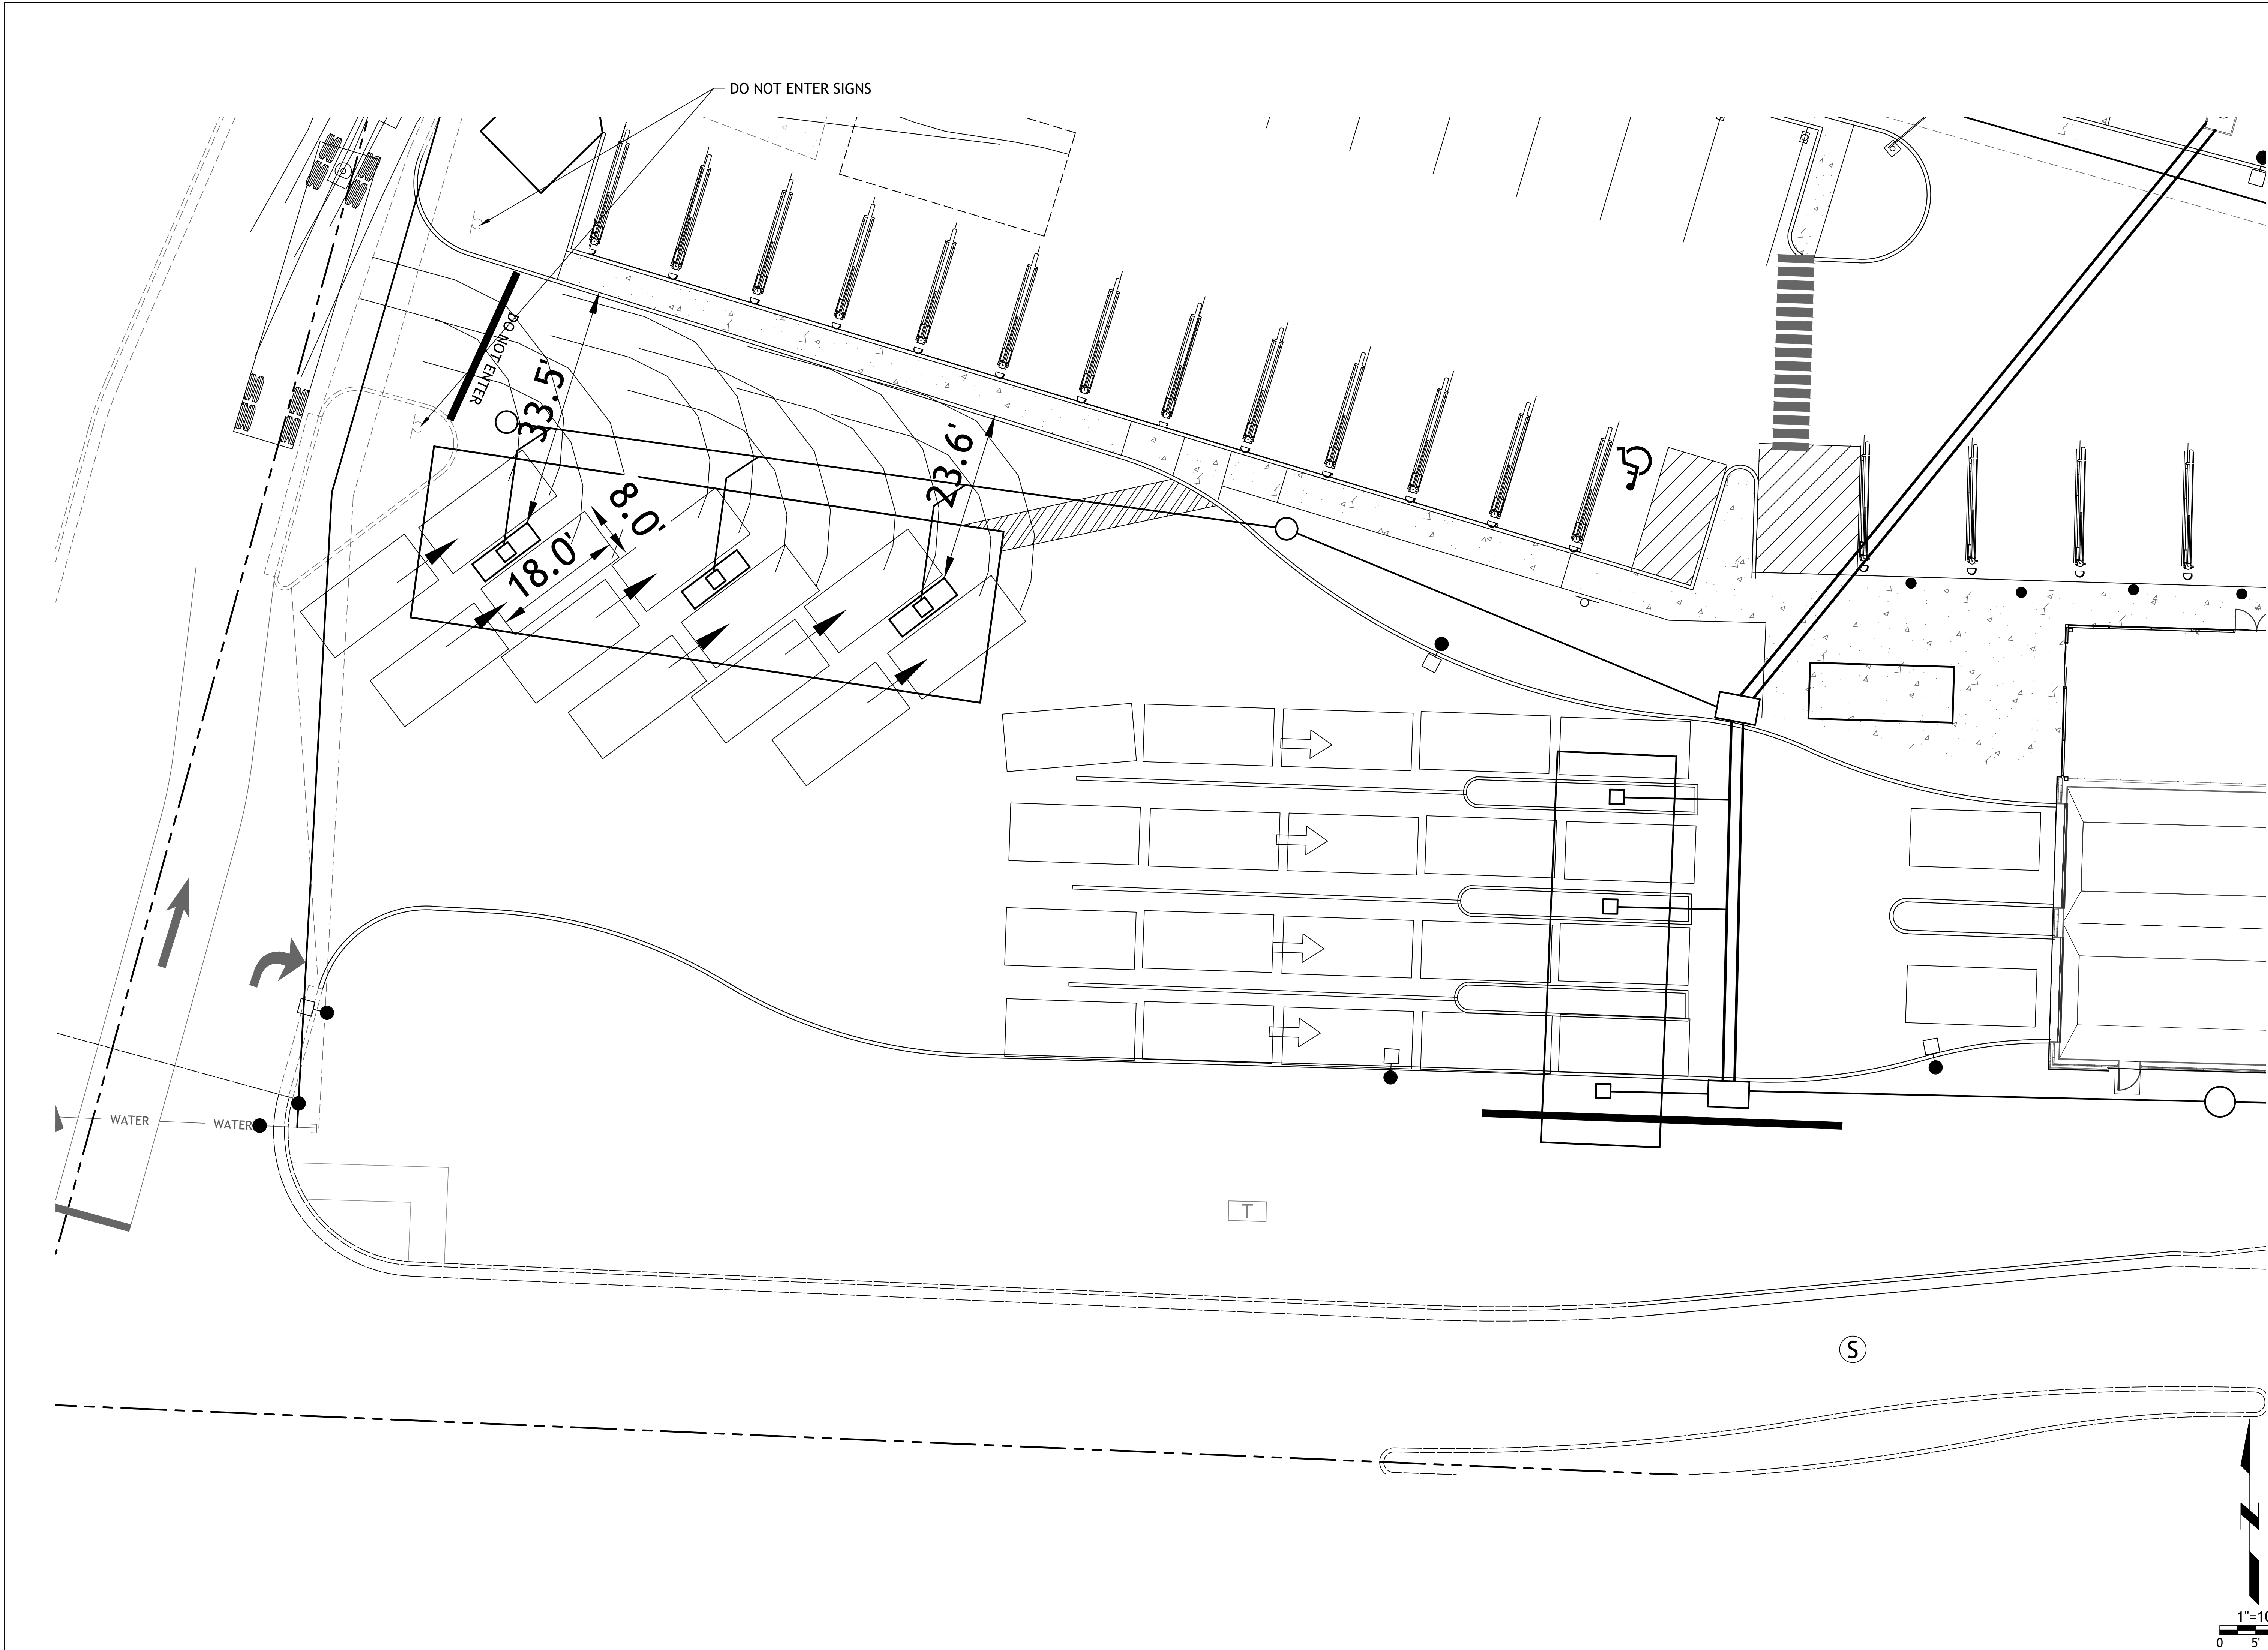 DO NOT ENTER SIGNS
DO NOT ENTER
33.5'
23.6'
8.0'
18.0'
WATER
WATER
T
S
N
1"=10
0 5'